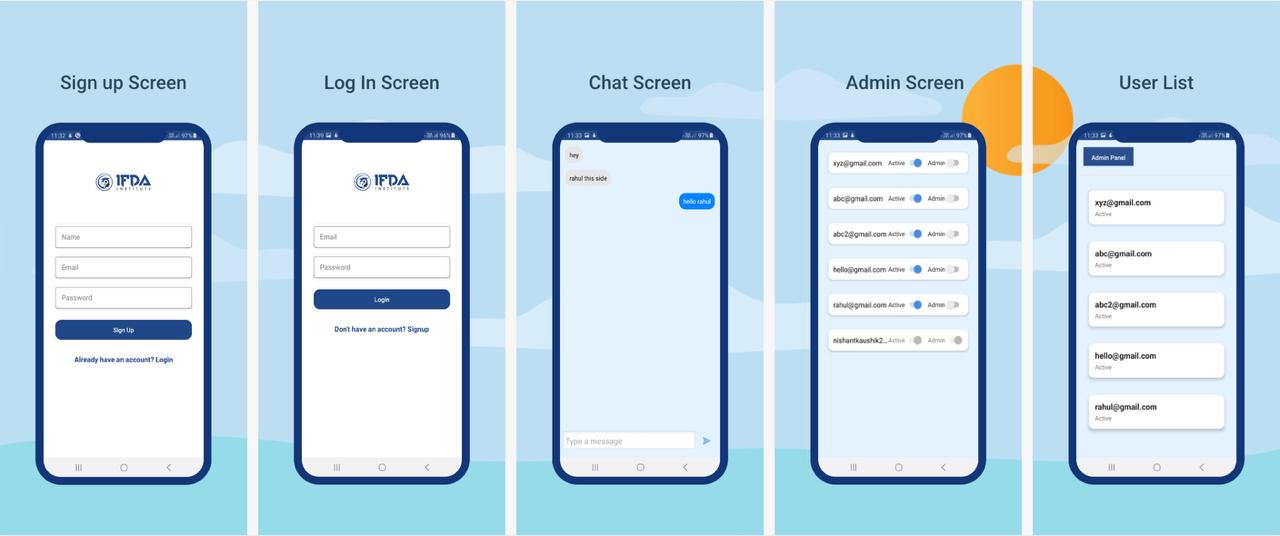 Sign up Screen
11:32 97%
IFDA
INSTITUTE
Name
Email
Password
Sign Up
Already have an account? Login
Log In Screen
11:39 96%
IFDA
INSTITUTE
Email
Password
Login
Don't have an account? Signup
Chat Screen
11:33 97%
hey
rahul this side
hello rahul
Type a message
Admin Screen
11:33 97%
xyz@gmail.com Active Admin
abc@gmail.com Active Admin
abc2@gmail.com Active Admin
hello@gmail.com Active Admin
rahul@gmail.com Active Admin
nishantkaushik2... Active Admin
User List
11:33 97%
Admin Panel
xyz@gmail.com
Active
abc@gmail.com
Active
abc2@gmail.com
Active
hello@gmail.com
Active
rahul@gmail.com
Active